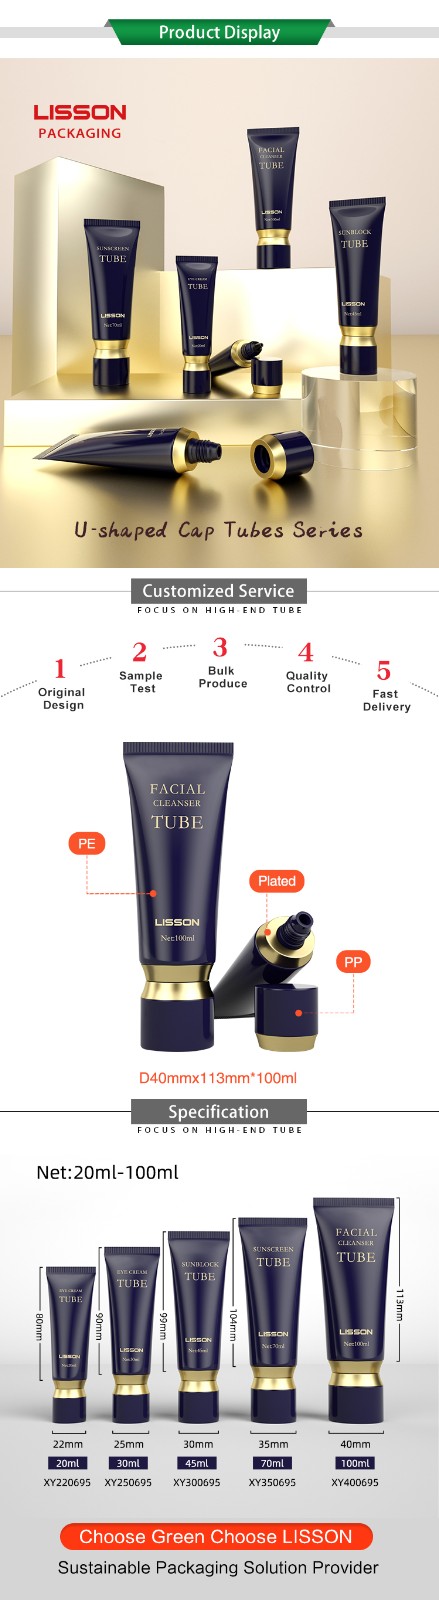 Product Display
LISSON
PACKAGING
FACIAL
CLEANSER
TUBE
LISSON
SUNBLOCK
TUBE
LISSON
SUNSCREEN
TUBE
LISSON
Net:70ml
EYE CREAM
TUBE
LISSON
U-shaped Cap Tubes Series
Customized Service
FOCUS ON HIGH-END TUBE
1
Original
Design
2
Sample
Test
3
Bulk
Produce
4
Quality
Control
5
Fast
Delivery
FACIAL
CLEANSER
TUBE
LISSON
Net:100ml
PE
Plated
PP
D40mmx113mm*100ml
Specification
FOCUS ON HIGH-END TUBE
Net:20ml-100ml
EYE CREAM
TUBE
LISSON
80mm
EYE CREAM
TUBE
LISSON
90mm
SUNBLOCK
TUBE
LISSON
99mm
SUNSCREEN
TUBE
LISSON
Net:70ml
104mm
FACIAL
CLEANSER
TUBE
LISSON
Net:100ml
113mm
22mm 25mm 30mm 35mm 40mm
20ml 30ml 45ml 70ml 100ml
XY220695 XY250695 XY300695 XY350695 XY400695
Choose Green Choose LISSON
Sustainable Packaging Solution Provider